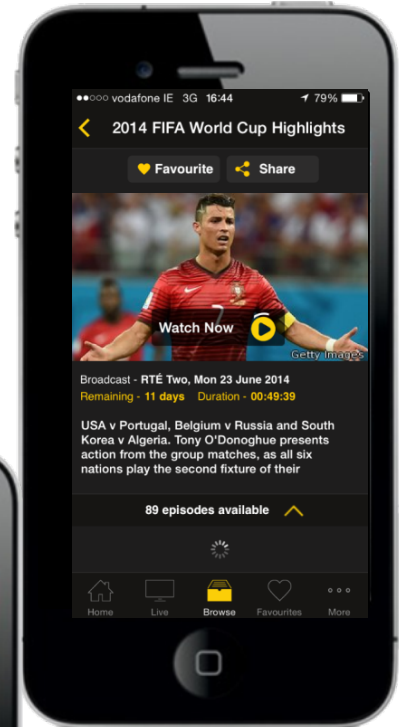 vodafone IE 3G 16:44 79%
2014 FIFA World Cup Highlights
Favourite Share
7
Watch Now
Getty Images
Broadcast - RTÉ Two, Mon 23 June 2014
Remaining - 11 days Duration - 00:49:39
USA v Portugal, Belgium v Russia and South
Korea v Algeria. Tony O'Donoghue presents
action from the group matches, as all six
nations play the second fixture of their
89 episodes available
Home Live Browse Favourites More